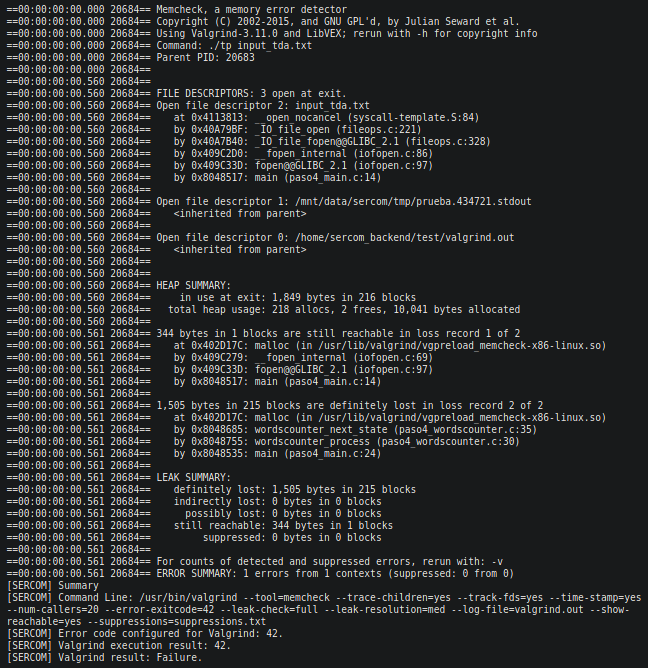 ==00:00:00:00.000 20684== Memcheck, a memory error detector
==00:00:00:00.000 20684== Copyright (C) 2002-2015, and GNU GPL'd, by Julian Seward et al.
==00:00:00:00.000 20684== Using Valgrind-3.11.0 and LibVEX; rerun with -h for copyright info
==00:00:00:00.000 20684== Command: ./tp input_tda.txt
==00:00:00:00.000 20684== Parent PID: 20683
==00:00:00:00.000 20684==
==00:00:00:00.560 20684==
==00:00:00:00.560 20684== FILE DESCRIPTORS: 3 open at exit.
==00:00:00:00.560 20684== Open file descriptor 2: input_tda.txt
==00:00:00:00.560 20684==    at 0x4113813: __open_nocancel (syscall-template.S:84)
==00:00:00:00.560 20684==    by 0x40A79BF: _IO_file_open (fileops.c:221)
==00:00:00:00.560 20684==    by 0x40A7B40: _IO_file_fopen@@GLIBC_2.1 (fileops.c:328)
==00:00:00:00.560 20684==    by 0x409C2D0: __fopen_internal (iofopen.c:86)
==00:00:00:00.560 20684==    by 0x409C33D: fopen@@GLIBC_2.1 (iofopen.c:97)
==00:00:00:00.560 20684==    by 0x8048517: main (paso4_main.c:14)
==00:00:00:00.560 20684==
==00:00:00:00.560 20684== Open file descriptor 1: /mnt/data/sercom/tmp/prueba.434721.stdout
==00:00:00:00.560 20684==    <inherited from parent>
==00:00:00:00.560 20684==
==00:00:00:00.560 20684== Open file descriptor 0: /home/sercom_backend/test/valgrind.out
==00:00:00:00.560 20684==    <inherited from parent>
==00:00:00:00.560 20684==
==00:00:00:00.560 20684==
==00:00:00:00.560 20684== HEAP SUMMARY:
==00:00:00:00.560 20684==     in use at exit: 1,849 bytes in 216 blocks
==00:00:00:00.560 20684==   total heap usage: 218 allocs, 2 frees, 10,041 bytes allocated
==00:00:00:00.560 20684==
==00:00:00:00.561 20684== 344 bytes in 1 blocks are still reachable in loss record 1 of 2
==00:00:00:00.561 20684==    at 0x402D17C: malloc (in /usr/lib/valgrind/vgpreload_memcheck-x86-linux.so)
==00:00:00:00.561 20684==    by 0x409C279: __fopen_internal (iofopen.c:69)
==00:00:00:00.561 20684==    by 0x409C33D: fopen@@GLIBC_2.1 (iofopen.c:97)
==00:00:00:00.561 20684==    by 0x8048517: main (paso4_main.c:14)
==00:00:00:00.561 20684==
==00:00:00:00.561 20684== 1,505 bytes in 215 blocks are definitely lost in loss record 2 of 2
==00:00:00:00.561 20684==    at 0x402D17C: malloc (in /usr/lib/valgrind/vgpreload_memcheck-x86-linux.so)
==00:00:00:00.561 20684==    by 0x8048685: wordscounter_next_state (paso4_wordscounter.c:35)
==00:00:00:00.561 20684==    by 0x8048755: wordscounter_process (paso4_wordscounter.c:30)
==00:00:00:00.561 20684==    by 0x8048535: main (paso4_main.c:24)
==00:00:00:00.561 20684==
==00:00:00:00.561 20684== LEAK SUMMARY:
==00:00:00:00.561 20684==    definitely lost: 1,505 bytes in 215 blocks
==00:00:00:00.561 20684==    indirectly lost: 0 bytes in 0 blocks
==00:00:00:00.561 20684==      possibly lost: 0 bytes in 0 blocks
==00:00:00:00.561 20684==    still reachable: 344 bytes in 1 blocks
==00:00:00:00.561 20684==         suppressed: 0 bytes in 0 blocks
==00:00:00:00.561 20684==
==00:00:00:00.561 20684== For counts of detected and suppressed errors, rerun with: -v
==00:00:00:00.561 20684== ERROR SUMMARY: 1 errors from 1 contexts (suppressed: 0 from 0)
[SERCOM] Summary
[SERCOM] Command Line: /usr/bin/valgrind --tool=memcheck --trace-children=yes --track-fds=yes --time-stamp=yes
--num-callers=20 --error-exitcode=42 --leak-check=full --leak-resolution=med --log-file=valgrind.out --show-
reachable=yes --suppressions=suppressions.txt
[SERCOM] Error code configured for Valgrind: 42.
[SERCOM] Valgrind execution result: 42.
[SERCOM] Valgrind result: Failure.